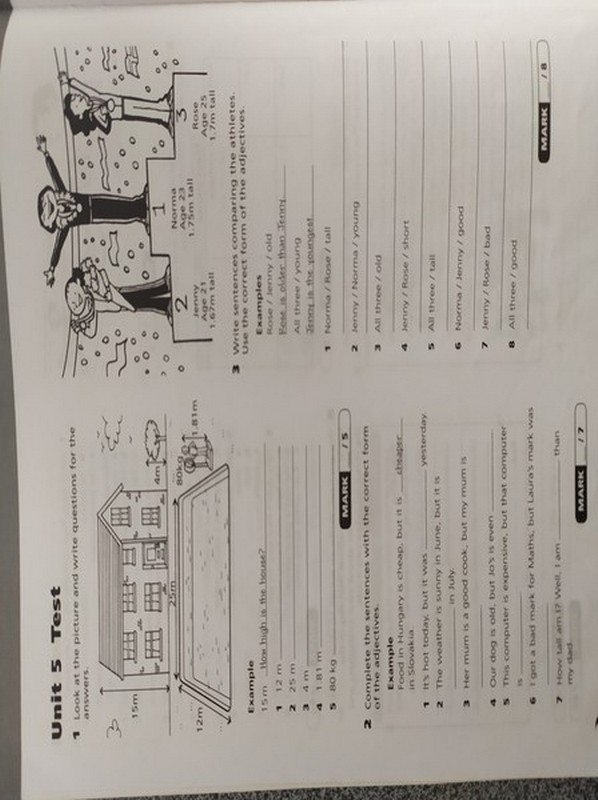 Unit 5 Test
1 Look at the picture and write questions for the
answers.
15m
12m
25m
4m
80kg
1.81m
Example
15 m How high is the house?
1 12 m
2 25 m
3 4 m
4 1.81 m
5 80 kg
MARK / 5
2 Complete the sentences with the correct form
of the adjectives.
Example
Food in Hungary is cheap, but it is cheaper
in Slovakia.
1 It's hot today, but it was yesterday.
2 The weather is sunny in June, but it is
in July.
3 Her mum is a good cook, but my mum is
4 Our dog is old, but Jo's is even
5 This computer is expensive, but that computer
is
6 I got a bad mark for Maths, but Laura's mark was
7 How tall am I? Well, I am than
my dad.
MARK / 7
2
1
3
Jenny
Age 21
1.67m tall
Norma
Age 23
1.75m tall
Rose
Age 25
1.7m tall
3 Write sentences comparing the athletes.
Use the correct form of the adjectives.
Examples
Rose / Jenny / old
Rose is older than Jenny
All three / young
Jenny is the youngest
1 Norma / Rose / tall
2 Jenny / Norma / young
3 All three / old
4 Jenny / Rose / short
5 All three / tall
6 Norma / Jenny / good
7 Jenny / Rose / bad
8 All three / good
MARK / 8